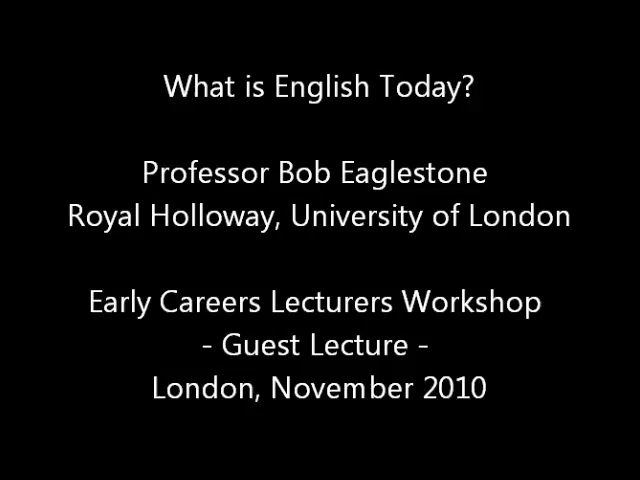 What is English Today?
Professor Bob Eaglestone
Royal Holloway, University of London
Early Careers Lecturers Workshop
- Guest Lecture -
London, November 2010